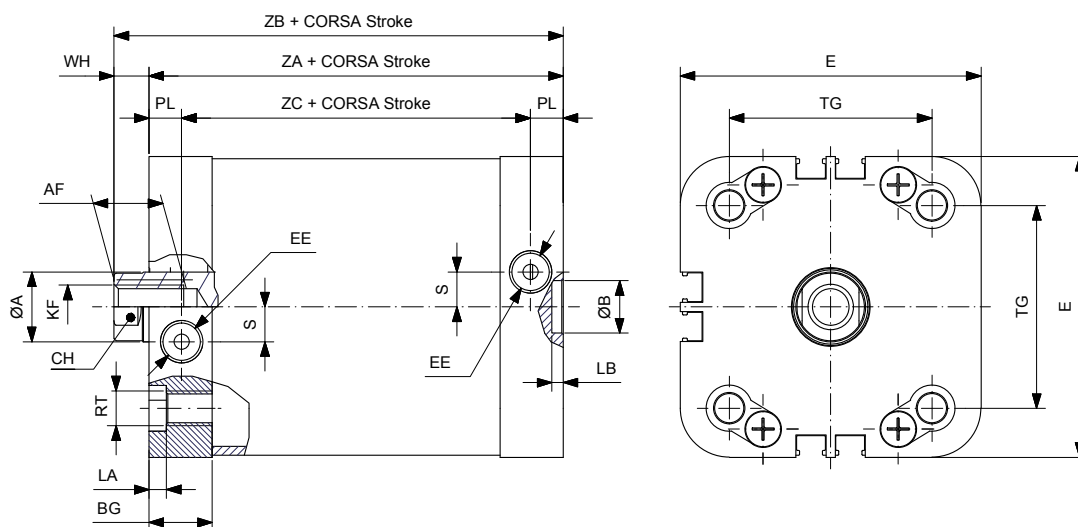 ZB + CORSA Stroke
WH
ZA + CORSA Stroke
E
PL
ZC + CORSA Stroke
PL
TG
AF
EE
S
ØA
KF
S
ØB
TG
E
CH
EE
LB
RT
LA
BG